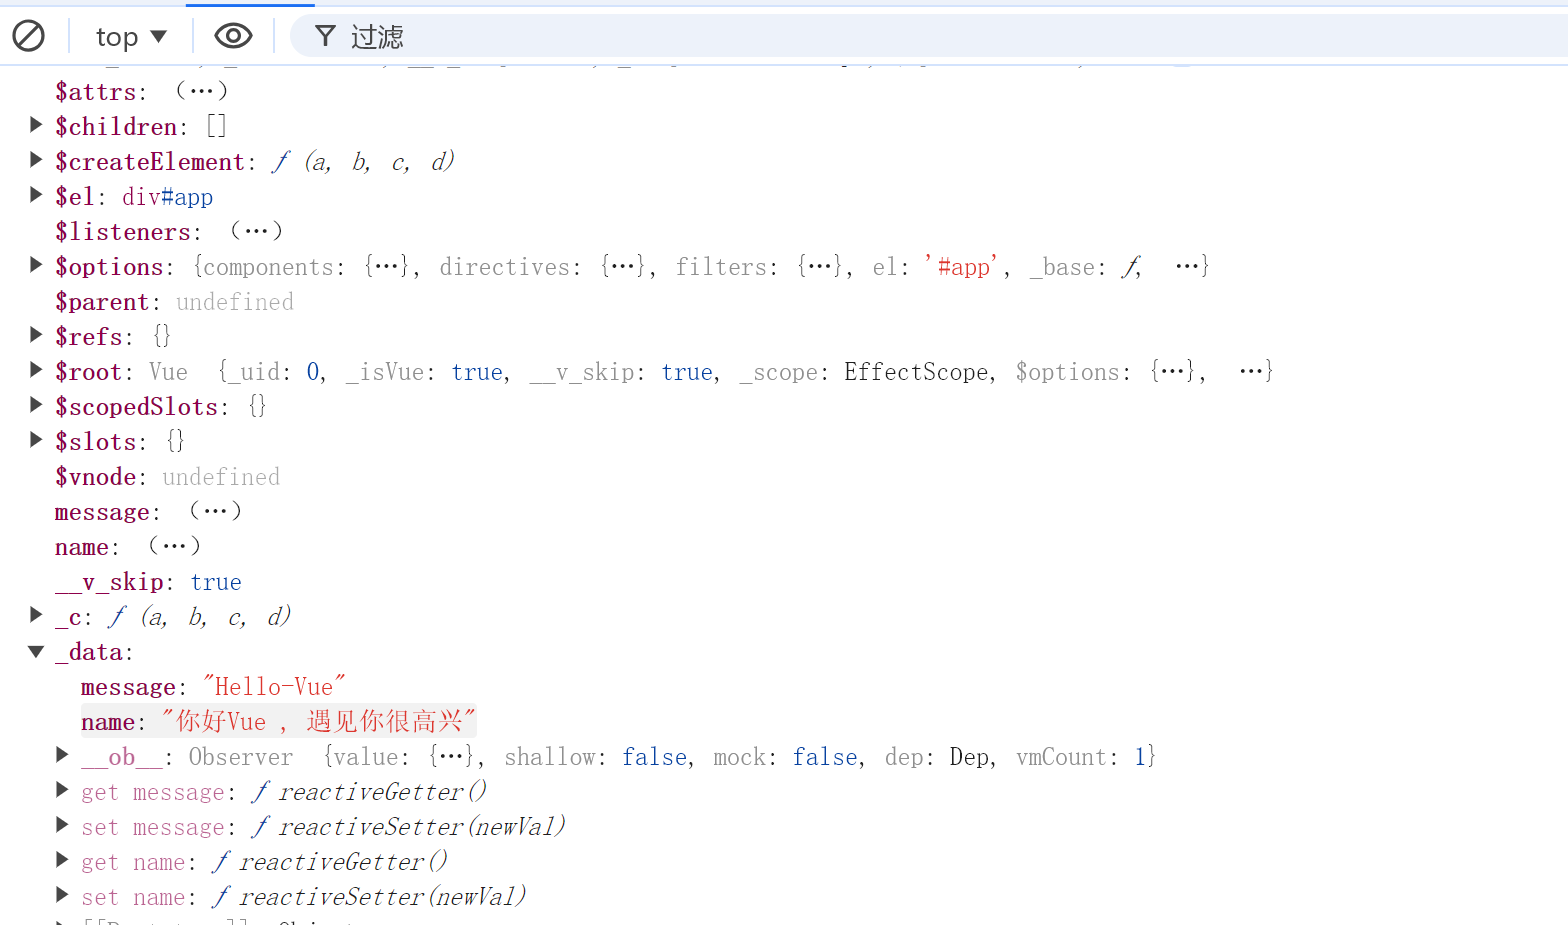 top ▼ 过滤
$attrs: (…)
▶ $children: []
▶ $createElement: ƒ (a, b, c, d)
▶ $el: div#app
$listeners: (…)
▶ $options: {components: {…}, directives: {…}, filters: {…}, el: '#app', _base: ƒ, …}
$parent: undefined
▶ $refs: {}
▶ $root: Vue {_uid: 0, _isVue: true, __v_skip: true, _scope: EffectScope, $options: {…}, …}
▶ $scopedSlots: {}
▶ $slots: {}
$vnode: undefined
message: (…)
name: (…)
__v_skip: true
▶ _c: ƒ (a, b, c, d)
▼ _data:
message: "Hello-Vue"
name: "你好Vue , 遇见你很高兴"
▶ __ob__: Observer {value: {…}, shallow: false, mock: false, dep: Dep, vmCount: 1}
▶ get message: ƒ reactiveGetter()
▶ set message: ƒ reactiveSetter(newVal)
▶ get name: ƒ reactiveGetter()
▶ set name: ƒ reactiveSetter(newVal)